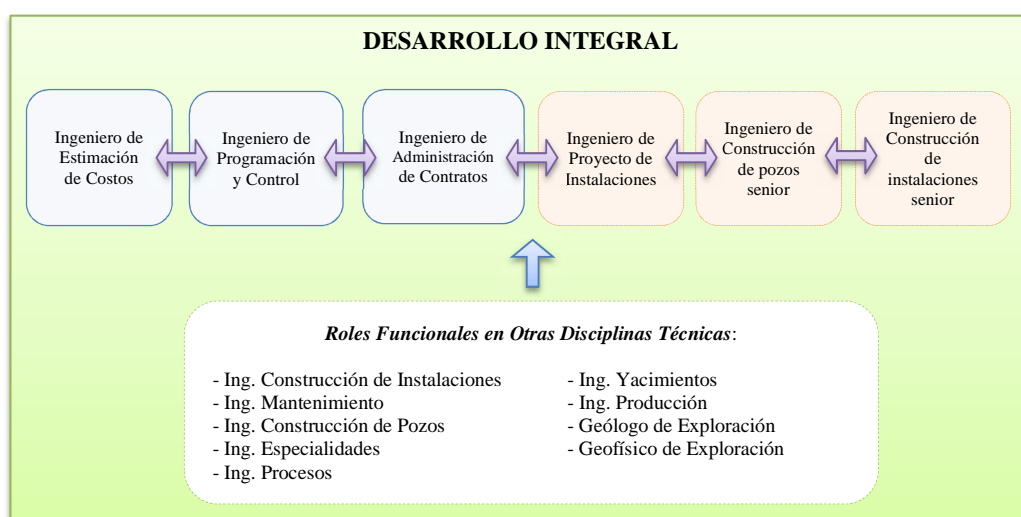 DESARROLLO INTEGRAL
Ingeniero de
Estimación
de Costos
Ingeniero de
Programación
y Control
Ingeniero de
Administración
de Contratos
Ingeniero de
Proyecto de
Instalaciones
Ingeniero de
Construcción
de pozos
senior
Ingeniero de
Construcción
de
instalaciones
senior
Roles Funcionales en Otras Disciplinas Técnicas:
- Ing. Construcción de Instalaciones
- Ing. Mantenimiento
- Ing. Construcción de Pozos
- Ing. Especialidades
- Ing. Procesos
- Ing. Yacimientos
- Ing. Producción
- Geólogo de Exploración
- Geofísico de Exploración